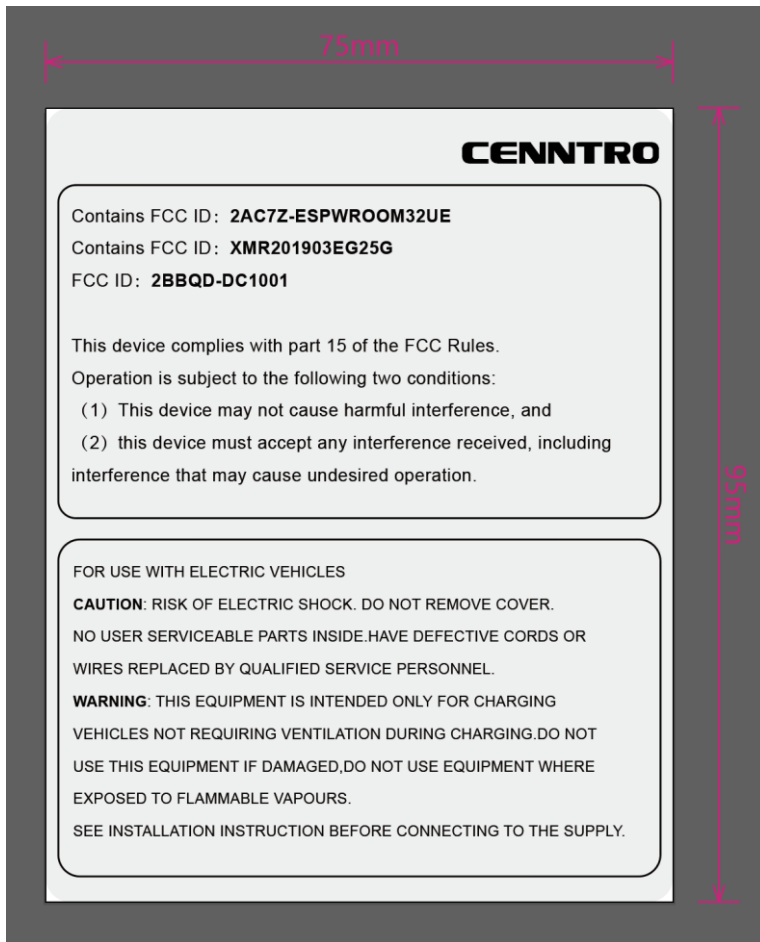 75mm
CENNTRO
Contains FCC ID：2AC7Z-ESPWROOM32UE
Contains FCC ID：XMR201903EG25G
FCC ID：2BBQD-DC1001
This device complies with part 15 of the FCC Rules.
Operation is subject to the following two conditions:
（1）This device may not cause harmful interference, and
（2）this device must accept any interference received, including
interference that may cause undesired operation.
95mm
FOR USE WITH ELECTRIC VEHICLES
CAUTION: RISK OF ELECTRIC SHOCK. DO NOT REMOVE COVER.
NO USER SERVICEABLE PARTS INSIDE.HAVE DEFECTIVE CORDS OR
WIRES REPLACED BY QUALIFIED SERVICE PERSONNEL.
WARNING: THIS EQUIPMENT IS INTENDED ONLY FOR CHARGING
VEHICLES NOT REQUIRING VENTILATION DURING CHARGING.DO NOT
USE THIS EQUIPMENT IF DAMAGED,DO NOT USE EQUIPMENT WHERE
EXPOSED TO FLAMMABLE VAPOURS.
SEE INSTALLATION INSTRUCTION BEFORE CONNECTING TO THE SUPPLY.